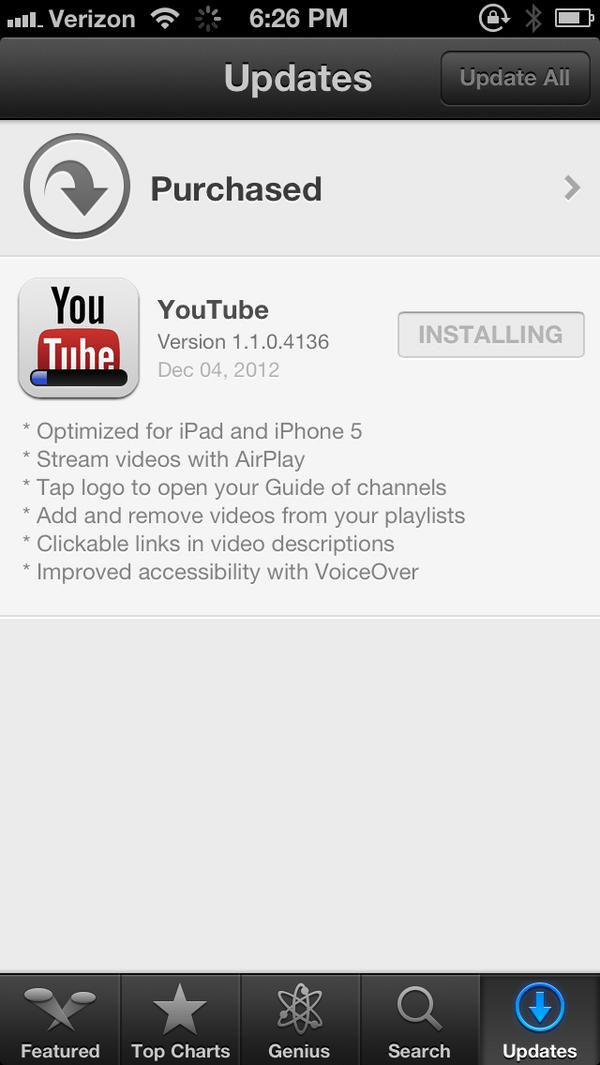 Verizon 6:26 PM
Updates Update All
Purchased
You
Tube
YouTube
Version 1.1.0.4136
INSTALLING
Dec 04, 2012
* Optimized for iPad and iPhone 5
* Stream videos with AirPlay
* Tap logo to open your Guide of channels
* Add and remove videos from your playlists
* Clickable links in video descriptions
* Improved accessibility with VoiceOver
Featured Top Charts Genius Search Updates